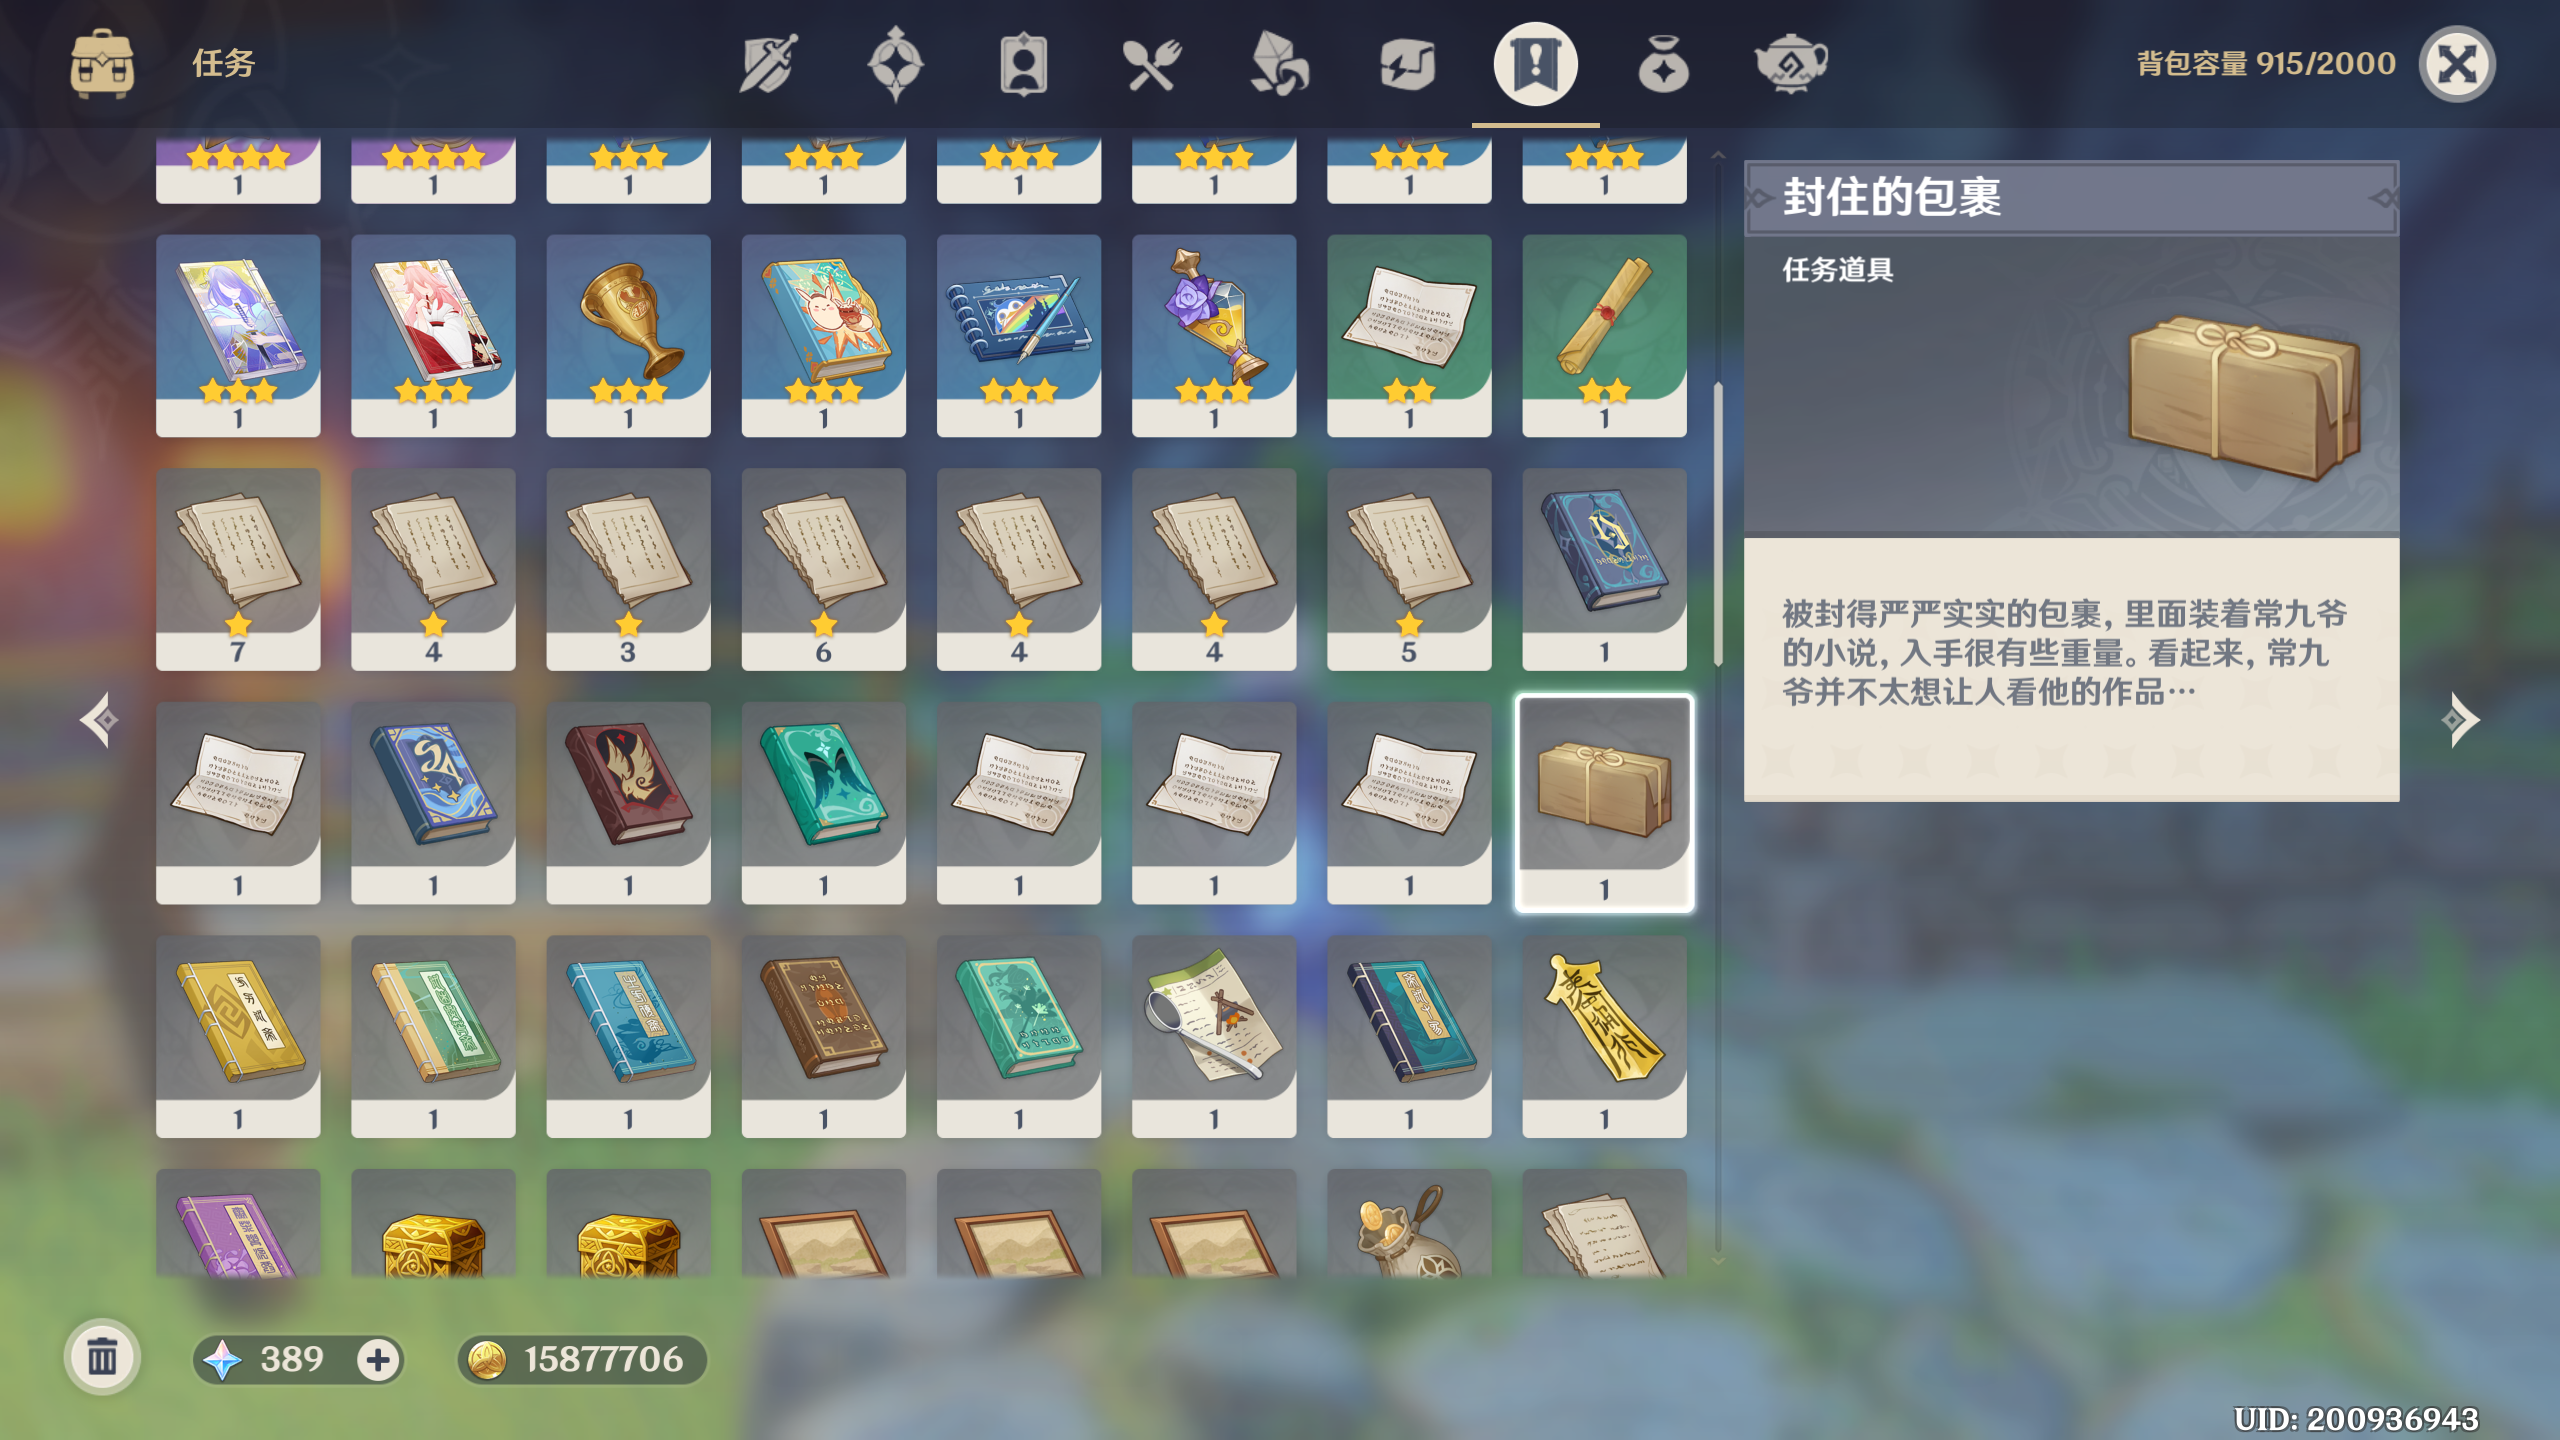 任务
背包容量 915/2000
1 1 1 1 1 1 1 1
1 1 1 1 1 1 1 1
7 4 3 6 4 4 5 1
1 1 1 1 1 1 1 1
1 1 1 1 1 1 1 1
封住的包裹
任务道具
被封得严严实实的包裹，里面装着常九爷
的小说，入手很有些重量。看起来，常九
爷并不太想让人看他的作品…
389
15877706
UID: 200936943